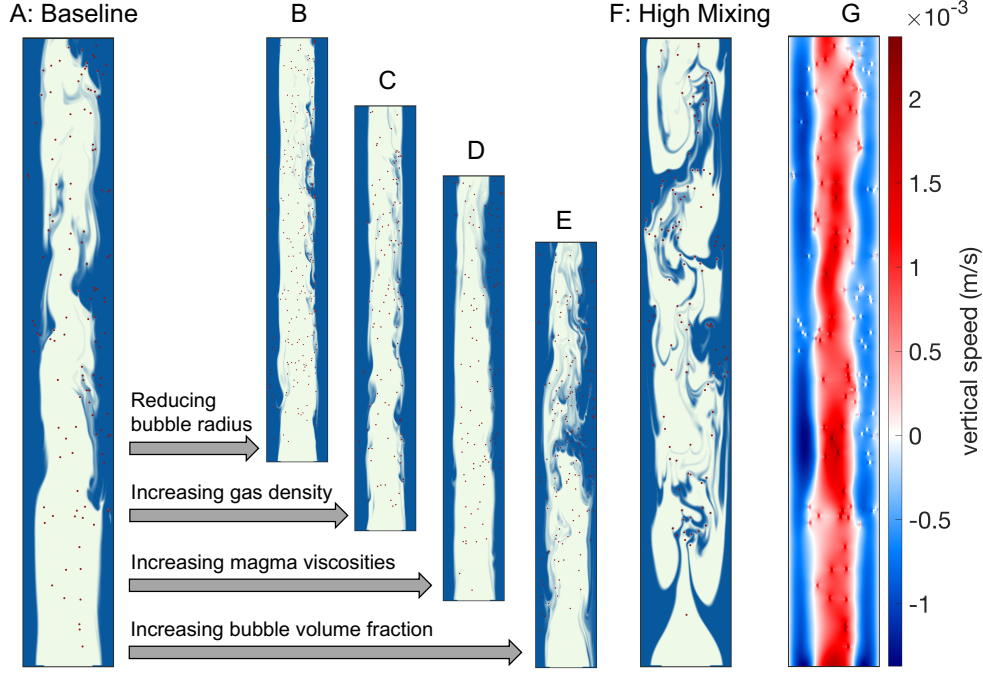 A: Baseline
B
F: High Mixing
G
×10⁻³
C
D
E
2
1.5
1
0.5
0
-0.5
-1
vertical speed (m/s)
Reducing
bubble radius
Increasing gas density
Increasing magma viscosities
Increasing bubble volume fraction